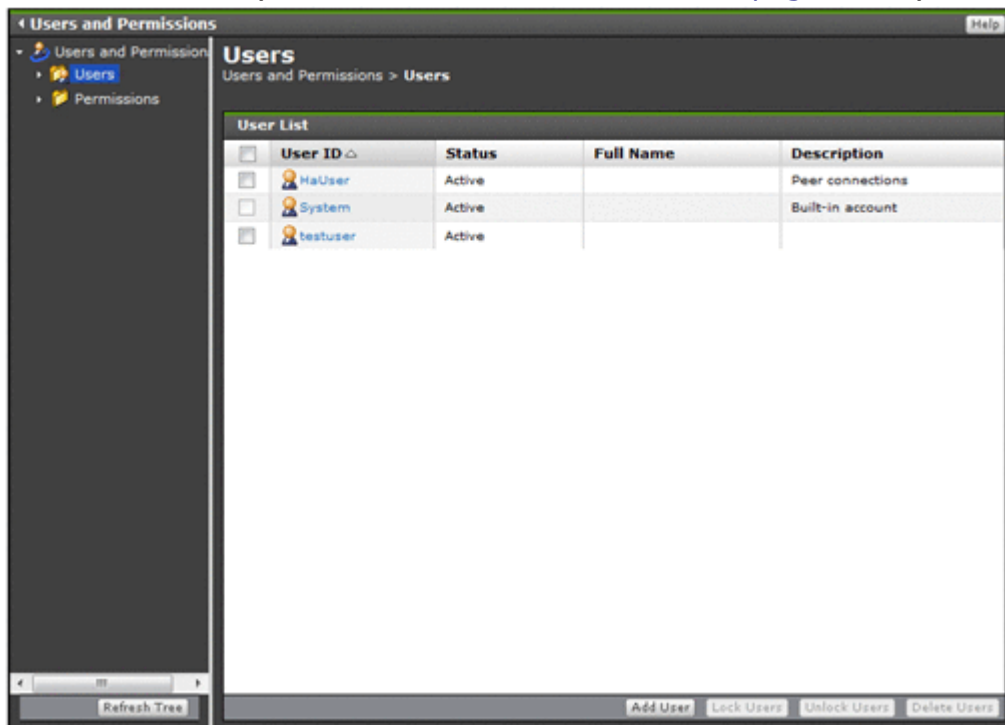 Users and Permissions
Help
Users and Permission
Users
Permissions
Users
Users and Permissions > Users
User List
User ID Status Full Name Description
HaUser Active Peer connections
System Active Built-in account
testuser Active
Refresh Tree
Add User Lock Users Unlock Users Delete Users